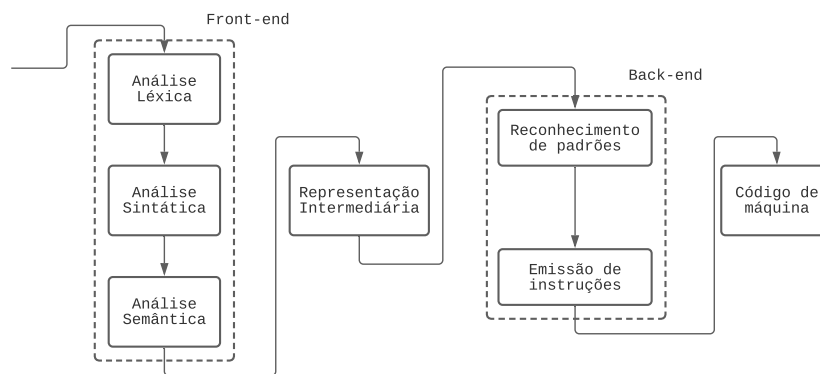 Front-end
Análise
Léxica
Análise
Sintática
Análise
Semântica
Representação
Intermediária
Back-end
Reconhecimento
de padrões
Emissão de
instruções
Código de
máquina